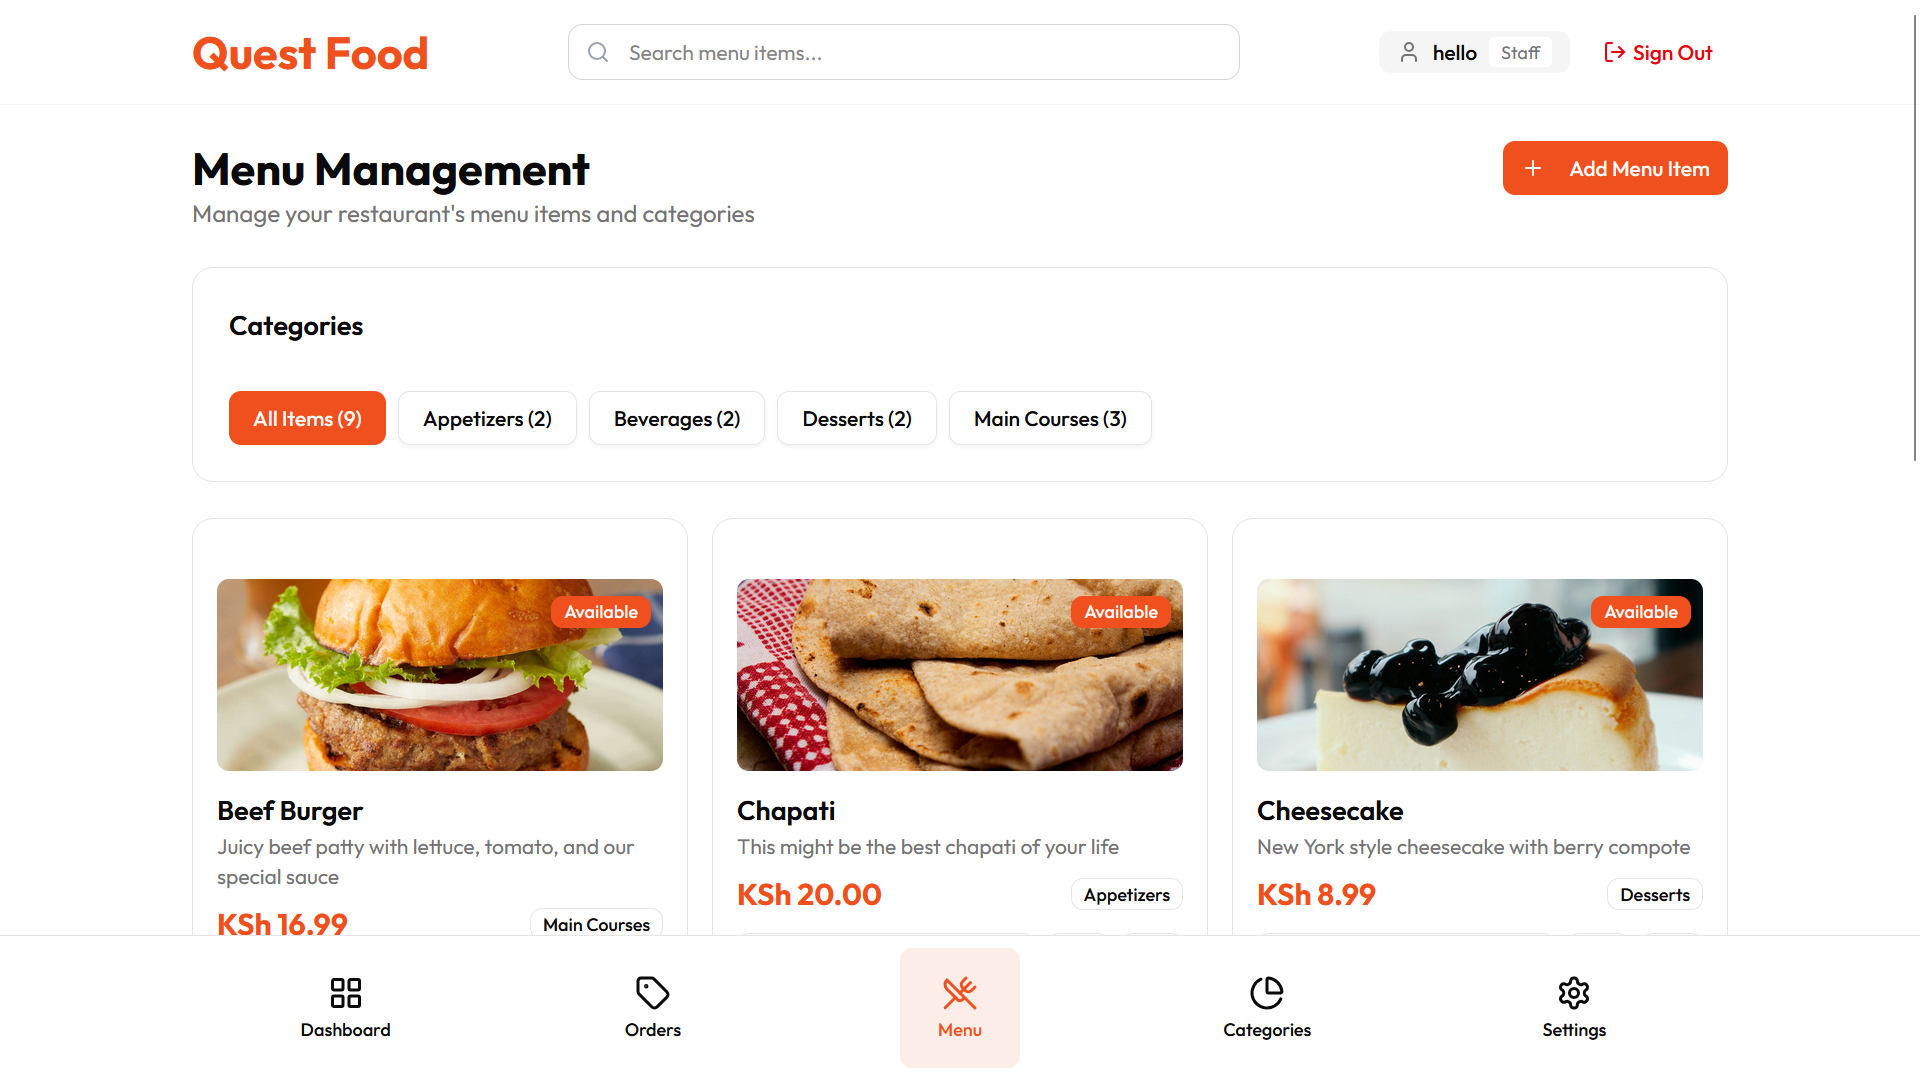 Quest Food
Search menu items...
hello
Staff
Sign Out
Menu Management
Add Menu Item
Manage your restaurant's menu items and categories
Categories
All Items (9)
Appetizers (2)
Beverages (2)
Desserts (2)
Main Courses (3)
Available
Available
Available
Beef Burger
Juicy beef patty with lettuce, tomato, and our
special sauce
KSh 16.99
Main Courses
Chapati
This might be the best chapati of your life
KSh 20.00
Appetizers
Cheesecake
New York style cheesecake with berry compote
KSh 8.99
Desserts
Dashboard
Orders
Menu
Categories
Settings